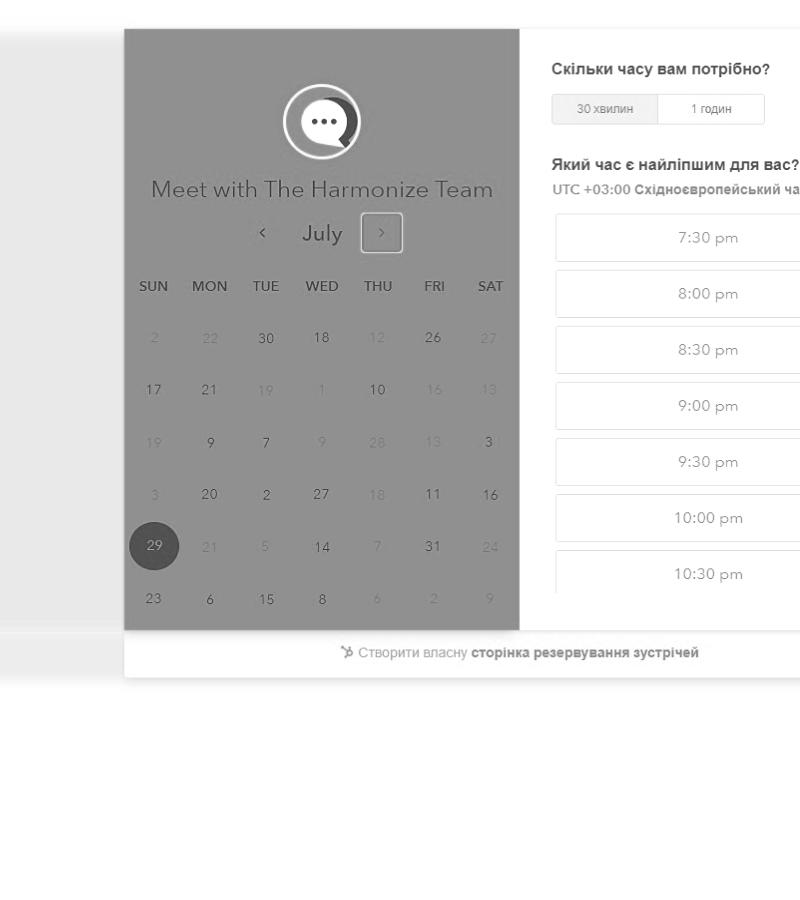 Meet with The Harmonize Team
July
SUN MON TUE WED THU FRI SAT
2 22 30 18 12 26 27
17 21 19 1 10 16 13
19 9 7 9 28 13 3
3 20 2 27 18 11 16
29 21 5 14 7 31 24
23 6 15 8 6 2 9
Скільки часу вам потрібно?
30 хвилин 1 годин
Який час є найліпшим для вас?
UTC +03:00 Східноєвропейський ча
7:30 pm
8:00 pm
8:30 pm
9:00 pm
9:30 pm
10:00 pm
10:30 pm
Створити власну сторінка резервування зустрічей